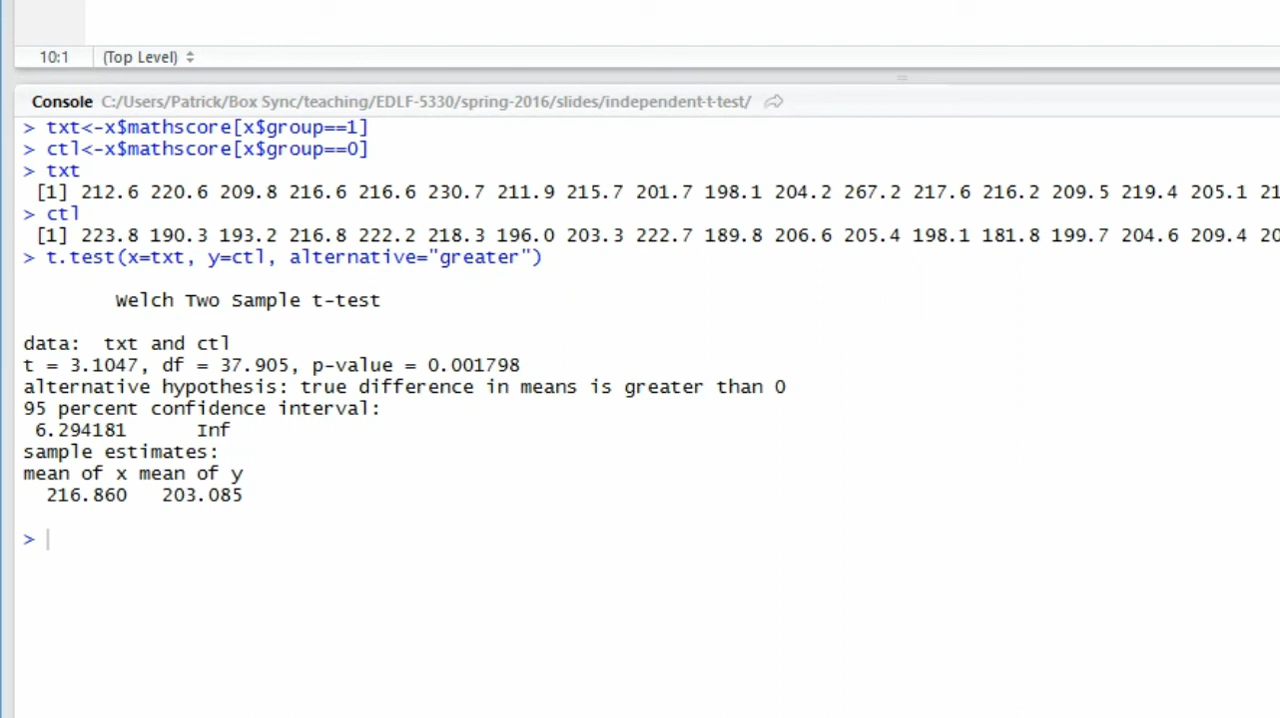 10:1 (Top Level)
Console C:/Users/Patrick/Box Sync/teaching/EDLF-5330/spring-2016/slides/independent-t-test/
> txt<-x$mathscore[x$group==1]
> ctl<-x$mathscore[x$group==0]
> txt
[1] 212.6 220.6 209.8 216.6 216.6 230.7 211.9 215.7 201.7 198.1 204.2 267.2 217.6 216.2 209.5 219.4 205.1 21
> ctl
[1] 223.8 190.3 193.2 216.8 222.2 218.3 196.0 203.3 222.7 189.8 206.6 205.4 198.1 181.8 199.7 204.6 209.4 20
> t.test(x=txt, y=ctl, alternative="greater")
Welch Two Sample t-test
data: txt and ctl
t = 3.1047, df = 37.905, p-value = 0.001798
alternative hypothesis: true difference in means is greater than 0
95 percent confidence interval:
6.294181 Inf
sample estimates:
mean of x mean of y
216.860 203.085
>